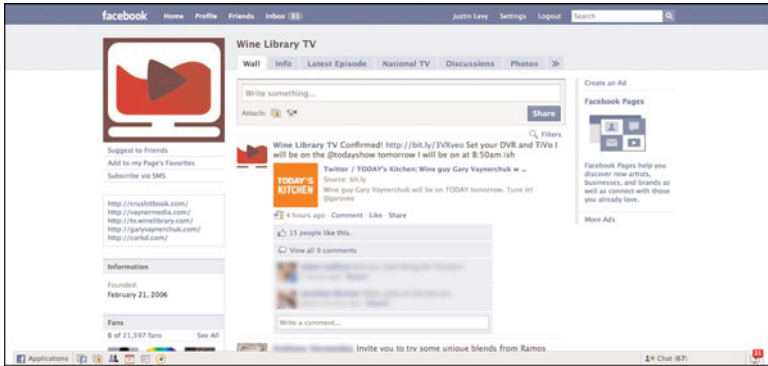 facebook Home Profile Friends Inbox 31 Justin Levy Settings Logout Search
Wine Library TV
Wall Info Latest Episode National TV Discussions Photos »
Write something...
Attach:
Share
Filters
Suggest to Friends
Add to my Page's Favorites
Subscribe via SMS
http://crushitbook.com/
http://vaynermedia.com/
http://tv.winelibrary.com/
http://garyvaynerchuk.com/
http://corkd.com/
Information
Founded:
February 21, 2006
Fans
6 of 21,597 fans See All
Wine Library TV Confirmed! http://bit.ly/3VXveo Set your DVR and TiVo I
will be on the @todayshow tomorrow I will be on at 8:50am ish
TODAY'S
KITCHEN
Twitter / TODAY's Kitchen: Wine guy Gary Vaynerchuk w ...
Source: bit.ly
Wine guy Gary Vaynerchuk will be on TODAY tomorrow. Tune in!
@garyvee
4 hours ago · Comment · Like · Share
15 people like this.
View all 9 comments
Write a comment...
Invite you to try some unique blends from Ramos
Create an Ad
Facebook Pages
Facebook Pages help you
discover new artists,
businesses, and brands as
well as connect with those
you already love.
More Ads
Applications
Chat (67)
21